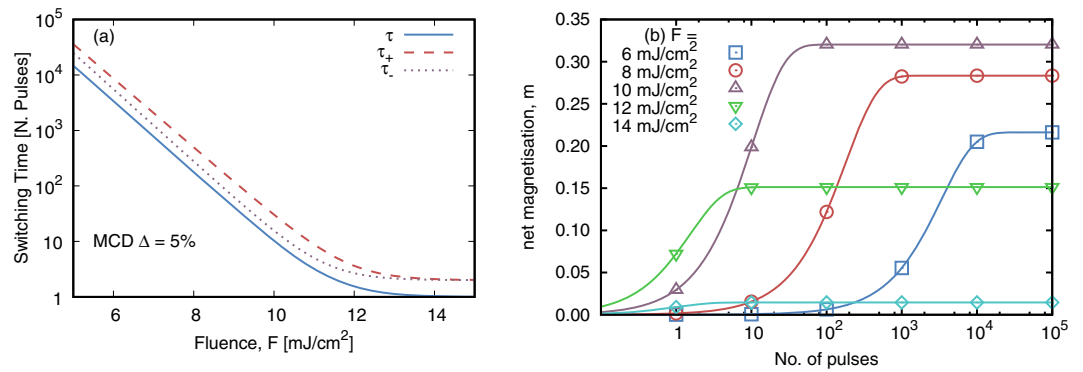 (a)
τ
τ+
τ-
MCD Δ = 5%
Switching Time [N. Pulses]
10^5
10^4
10^3
10^2
10
1
6 8 10 12 14
Fluence, F [mJ/cm^2]
(b) F =
6 mJ/cm^2
8 mJ/cm^2
10 mJ/cm^2
12 mJ/cm^2
14 mJ/cm^2
net magnetisation, m
0.35
0.30
0.25
0.20
0.15
0.10
0.05
0.00
1 10 10^2 10^3 10^4 10^5
No. of pulses